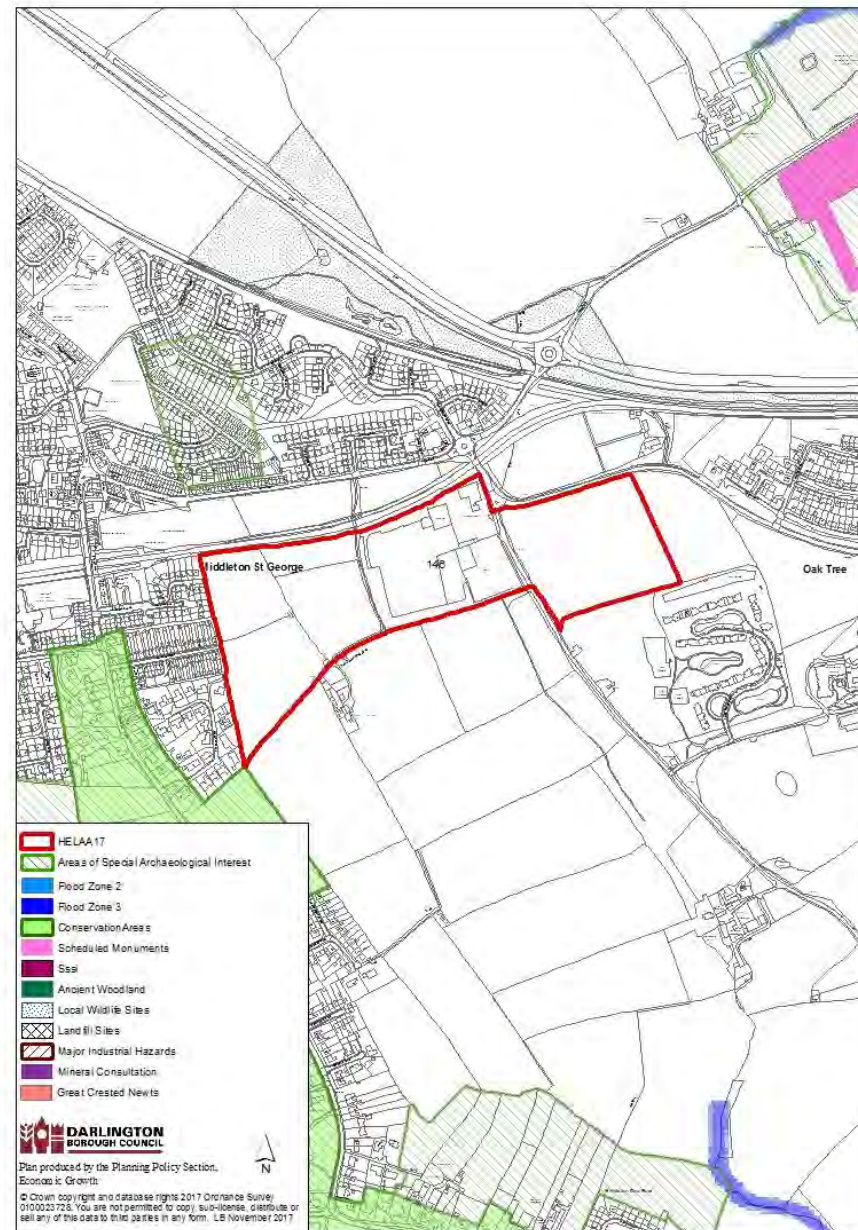 Middleton St George
146
Oak Tree
HELAA17
Areas of Special Archaeological Interest
Flood Zone 2
Flood Zone 3
Conservation Areas
Scheduled Monuments
Sssi
Ancient Woodland
Local Wildlife Sites
Landfill Sites
Major Industrial Hazards
Mineral Consultation
Great Crested Newts
DARLINGTON
BOROUGH COUNCIL
N
Plan produced by the Planning Policy Section,
Economic Growth
© Crown copyright and database rights 2017 Ordnance Survey
0100023728. You are not permitted to copy, sub-license, distribute or
sell any of this data to third parties in any form. LB November 2017